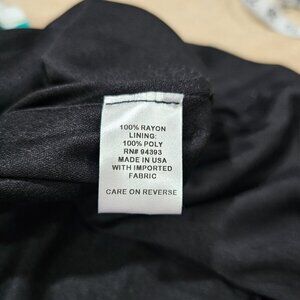 100% RAYON
LINING:
100% POLY
RN# 94393
MADE IN USA
WITH IMPORTED
FABRIC
CARE ON REVERSE